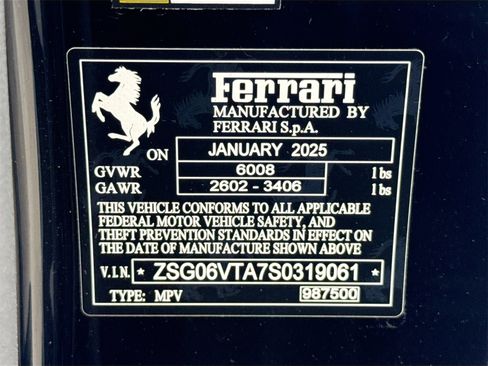 Ferrari
MANUFACTURED BY
FERRARI S.p.A.
ON JANUARY 2025
GVWR 6008 lbs
GAWR 2602 - 3406 lbs
THIS VEHICLE CONFORMS TO ALL APPLICABLE
FEDERAL MOTOR VEHICLE SAFETY, AND
THEFT PREVENTION STANDARDS IN EFFECT ON
THE DATE OF MANUFACTURE SHOWN ABOVE
V.I.N. * ZSG06VTA7S0319061 *
TYPE: MPV 987500